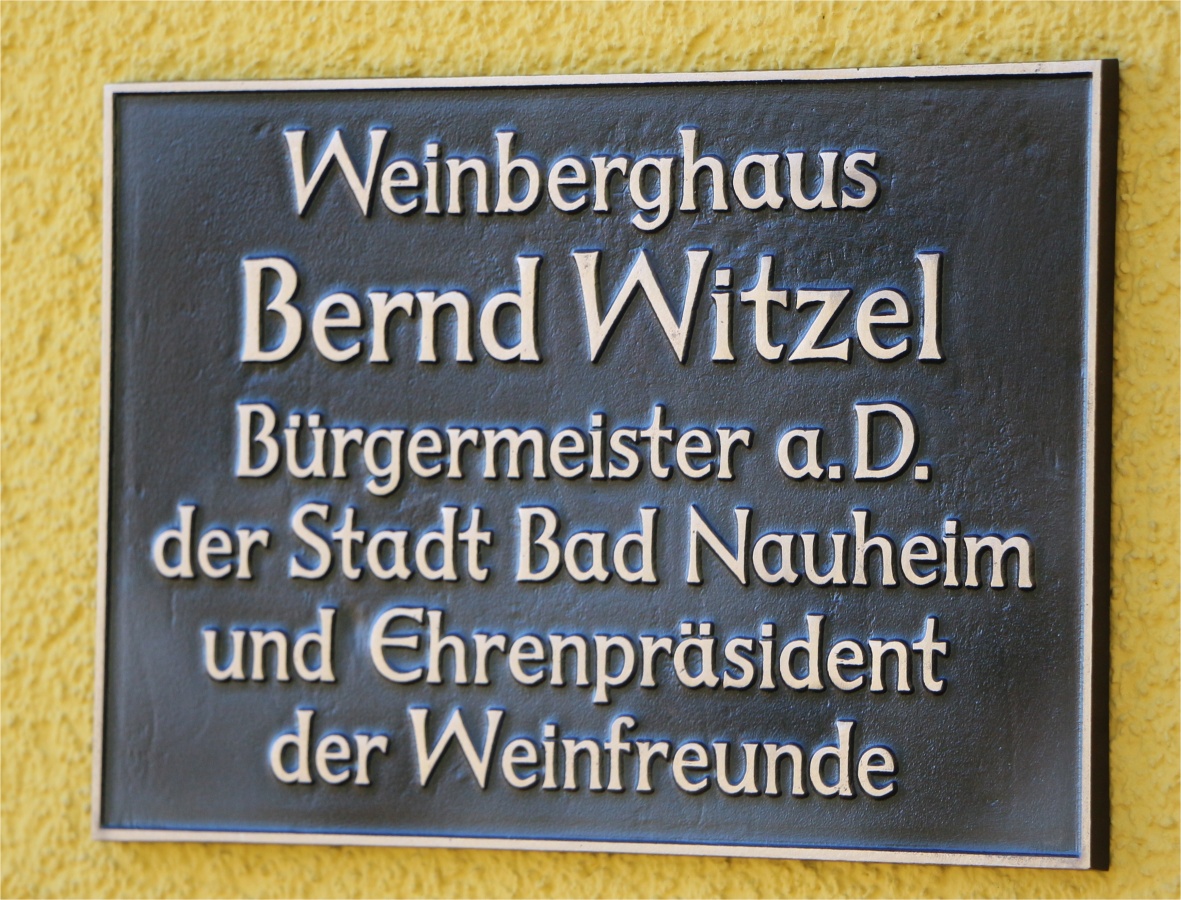 Weinberghaus
Bernd Witzel
Bürgermeister a.D.
der Stadt Bad Nauheim
und Ehrenpräsident
der Weinfreunde